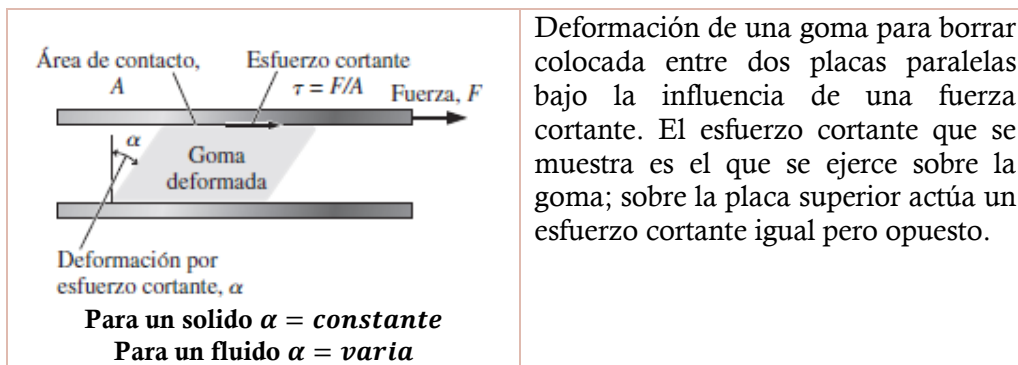 Área de contacto,
A
Esfuerzo cortante
τ = F/A
Fuerza, F
α
Goma
deformada
Deformación por
esfuerzo cortante, α
Para un solido α = constante
Para un fluido α = varia
Deformación de una goma para borrar
colocada entre dos placas paralelas
bajo la influencia de una fuerza
cortante. El esfuerzo cortante que se
muestra es el que se ejerce sobre la
goma; sobre la placa superior actúa un
esfuerzo cortante igual pero opuesto.